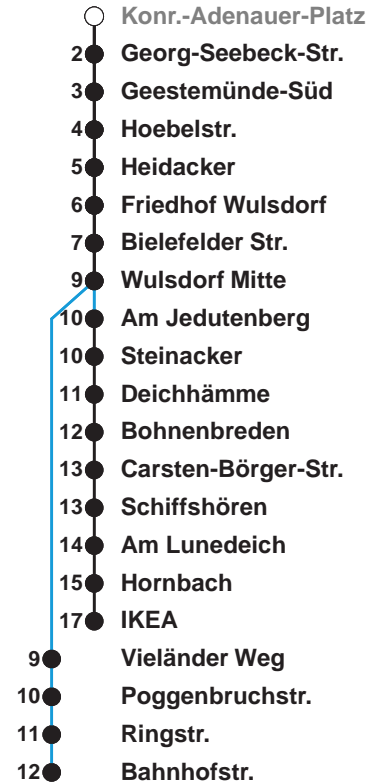 Konr.-Adenauer-Platz
2 Georg-Seebeck-Str.
3 Geestemünde-Süd
4 Hoebelstr.
5 Heidacker
6 Friedhof Wulsdorf
7 Bielefelder Str.
9 Wulsdorf Mitte
10 Am Jedutenberg
10 Steinacker
11 Deichhämme
12 Bohnenbreden
13 Carsten-Börger-Str.
13 Schiffshören
14 Am Lunedeich
15 Hornbach
17 IKEA
9 Vieländer Weg
10 Poggenbruchstr.
11 Ringstr.
12 Bahnhofstr.